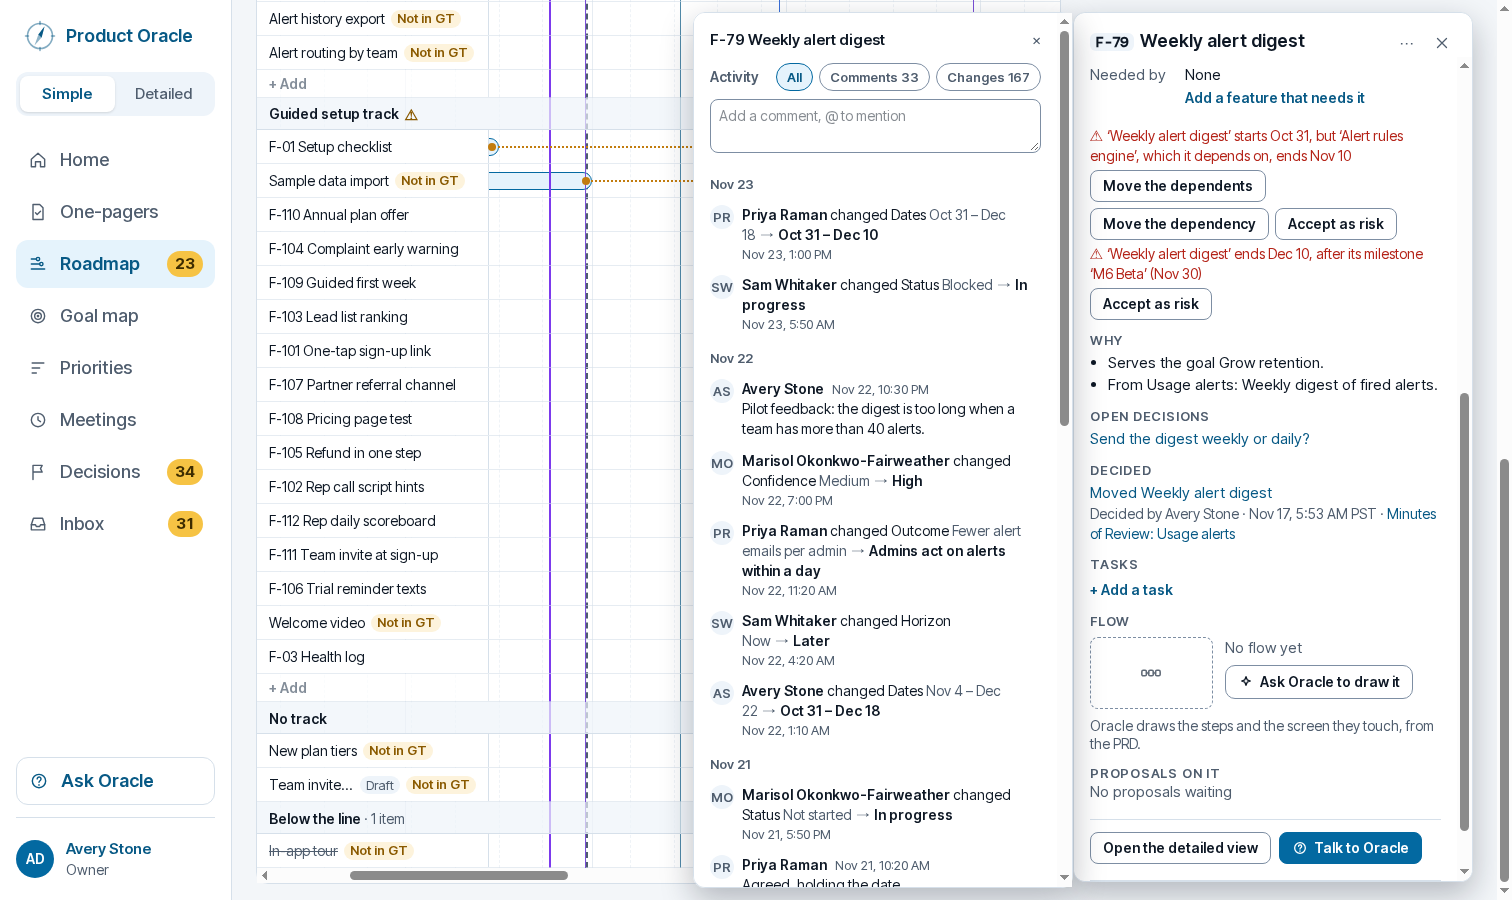 Product Oracle
Simple
Detailed
Home
One-pagers
Roadmap
23
Goal map
Priorities
Meetings
Decisions
34
Inbox
31
Ask Oracle
AD
Avery Stone
Owner
Alert history export Not in GT
Alert routing by team Not in GT
+ Add
Guided setup track ⚠
F-01 Setup checklist
Sample data import Not in GT
F-110 Annual plan offer
F-104 Complaint early warning
F-109 Guided first week
F-103 Lead list ranking
F-101 One-tap sign-up link
F-107 Partner referral channel
F-108 Pricing page test
F-105 Refund in one step
F-102 Rep call script hints
F-112 Rep daily scoreboard
F-111 Team invite at sign-up
F-106 Trial reminder texts
Welcome video Not in GT
F-03 Health log
+ Add
No track
New plan tiers Not in GT
Team invite... Draft Not in GT
Below the line · 1 item
In-app tour Not in GT
F-79 Weekly alert digest
×
Activity All Comments 33 Changes 167
Add a comment, @ to mention
Nov 23
PR
Priya Raman changed Dates Oct 31 – Dec
18 → Oct 31 – Dec 10
Nov 23, 1:00 PM
SW
Sam Whitaker changed Status Blocked → In
progress
Nov 23, 5:50 AM
Nov 22
AS
Avery Stone Nov 22, 10:30 PM
Pilot feedback: the digest is too long when a
team has more than 40 alerts.
MO
Marisol Okonkwo-Fairweather changed
Confidence Medium → High
Nov 22, 7:00 PM
PR
Priya Raman changed Outcome Fewer alert
emails per admin → Admins act on alerts
within a day
Nov 22, 11:20 AM
SW
Sam Whitaker changed Horizon
Now → Later
Nov 22, 4:20 AM
AS
Avery Stone changed Dates Nov 4 – Dec
22 → Oct 31 – Dec 18
Nov 22, 1:10 AM
Nov 21
MO
Marisol Okonkwo-Fairweather changed
Status Not started → In progress
Nov 21, 5:50 PM
PR
Priya Raman Nov 21, 10:20 AM
Agreed, holding the date.
F-79 Weekly alert digest
Needed by None
Add a feature that needs it
⚠ ‘Weekly alert digest’ starts Oct 31, but ‘Alert rules
engine’, which it depends on, ends Nov 10
Move the dependents
Move the dependency
Accept as risk
⚠ ‘Weekly alert digest’ ends Dec 10, after its milestone
‘M6 Beta’ (Nov 30)
Accept as risk
WHY
• Serves the goal Grow retention.
• From Usage alerts: Weekly digest of fired alerts.
OPEN DECISIONS
Send the digest weekly or daily?
DECIDED
Moved Weekly alert digest
Decided by Avery Stone · Nov 17, 5:53 AM PST · Minutes
of Review: Usage alerts
TASKS
+ Add a task
FLOW
No flow yet
Ask Oracle to draw it
Oracle draws the steps and the screen they touch, from
the PRD.
PROPOSALS ON IT
No proposals waiting
Open the detailed view
Talk to Oracle